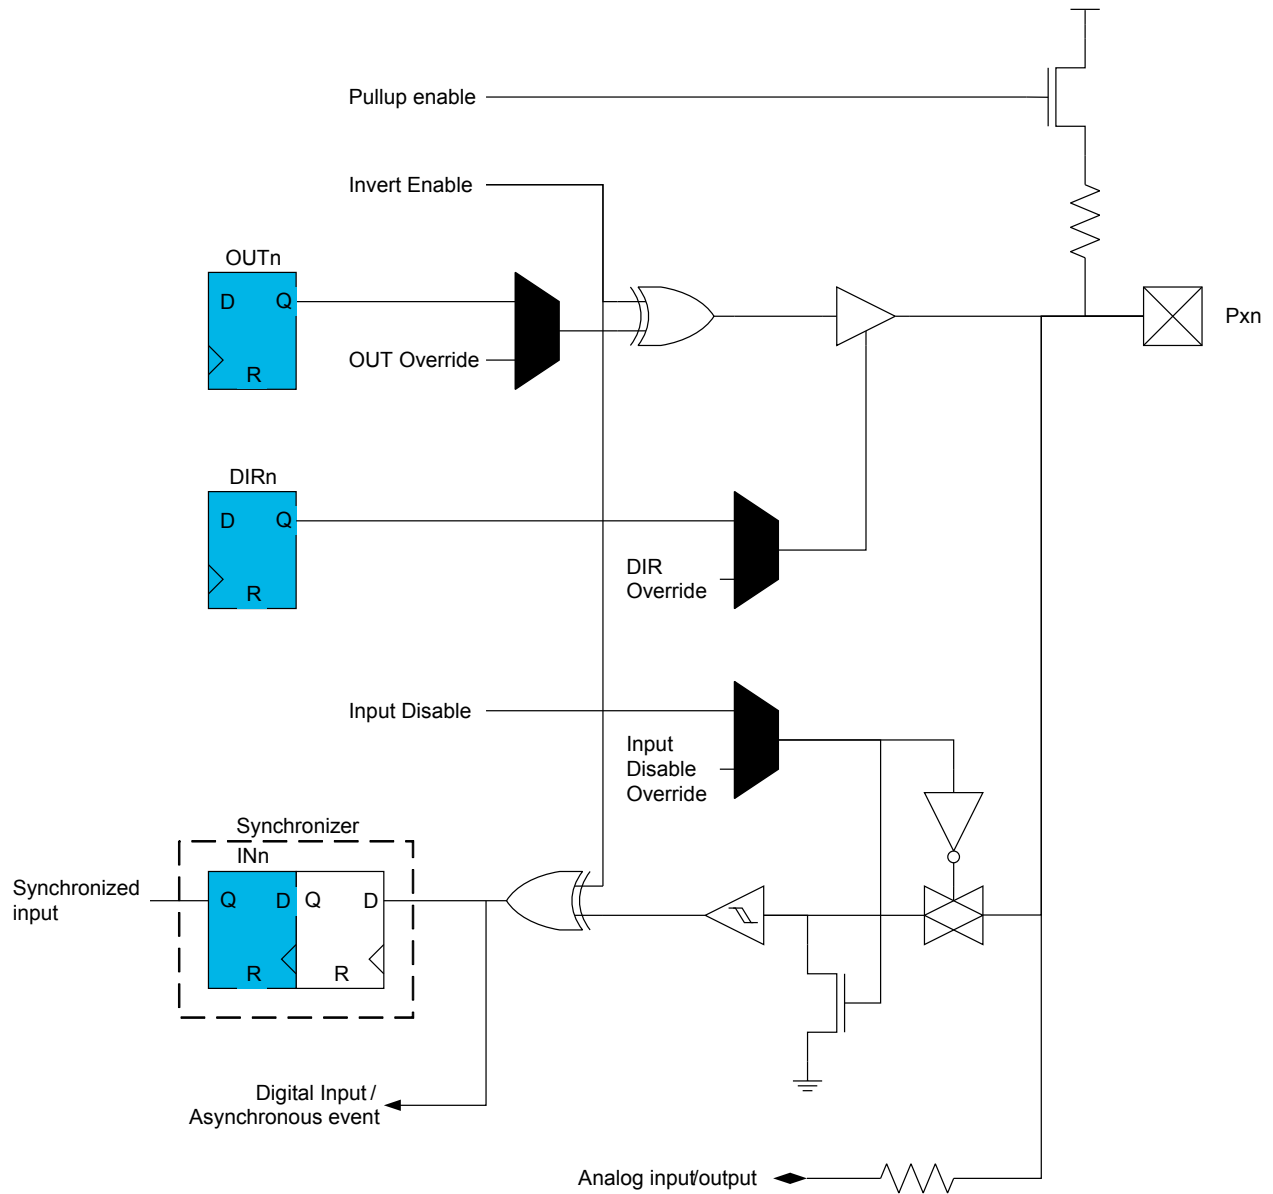 Pullup enable
Invert Enable
OUTn
D Q
R
OUT Override
Pxn
DIRn
D Q
R
DIR
Override
Input Disable
Input
Disable
Override
Synchronizer
INn
Synchronized
input
Q D Q D
R R
Digital Input /
Asynchronous event
Analog input/output